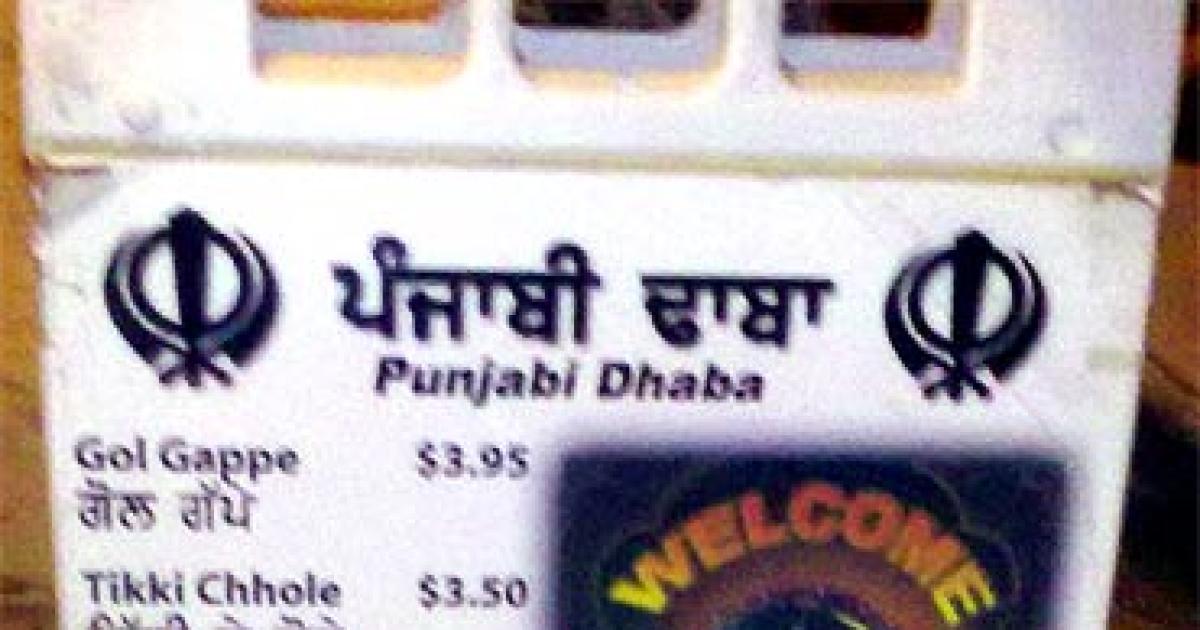 ਪੰਜਾਬੀ ਢਾਬਾ
Punjabi Dhaba
Gol Gappe $3.95
ਗੋਲ ਗੱਪੇ
Tikki Chhole $3.50
WELCOME